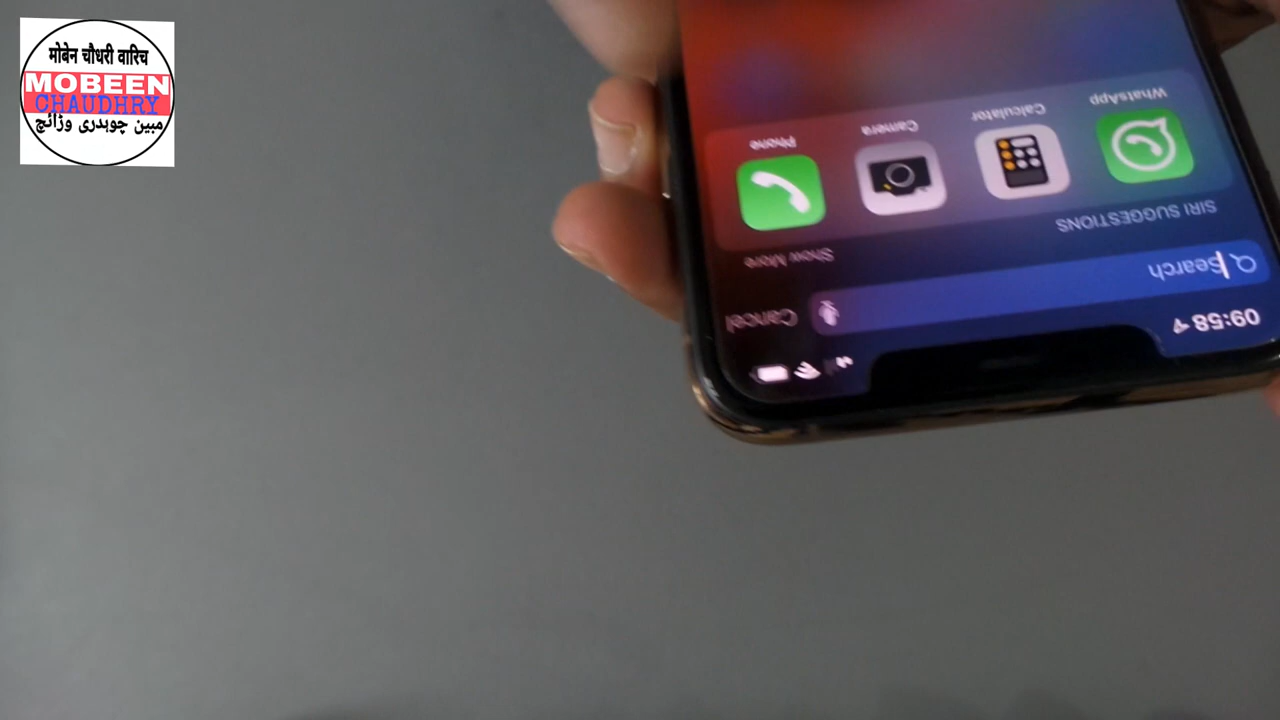 मोबेन चौधरी वारिच
MOBEEN
CHAUDHRY
مبین چوہدری وڑائچ
09:58
Search
Cancel
SIRI SUGGESTIONS
Show More
WhatsApp
Calculator
Camera
Phone